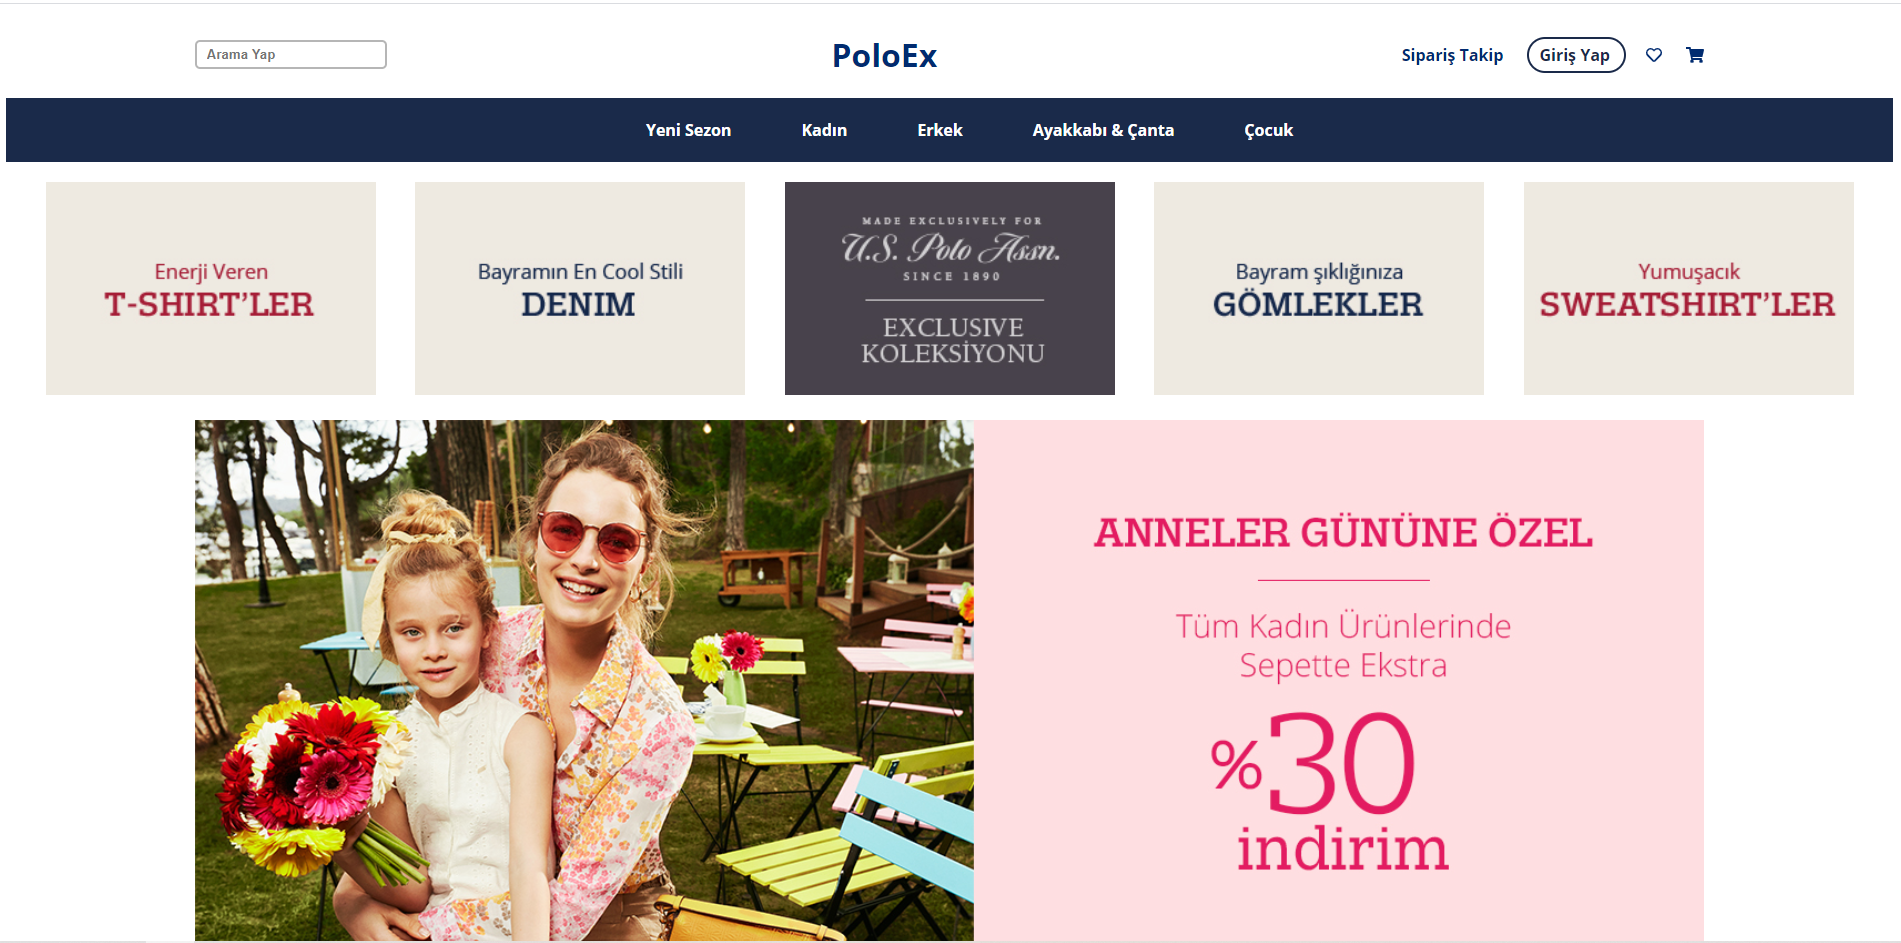 Arama Yap
PoloEx
Sipariş Takip
Giriş Yap
Yeni Sezon
Kadın
Erkek
Ayakkabı & Çanta
Çocuk
Enerji Veren
T-SHIRT’LER
Bayramın En Cool Stili
DENIM
MADE EXCLUSIVELY FOR
U.S. Polo Assn.
SINCE 1890
EXCLUSIVE
KOLEKSİYONU
Bayram şıklığınıza
GÖMLEKLER
Yumuşacık
SWEATSHIRT’LER
ANNELER GÜNÜNE ÖZEL
Tüm Kadın Ürünlerinde
Sepette Ekstra
%30
indirim